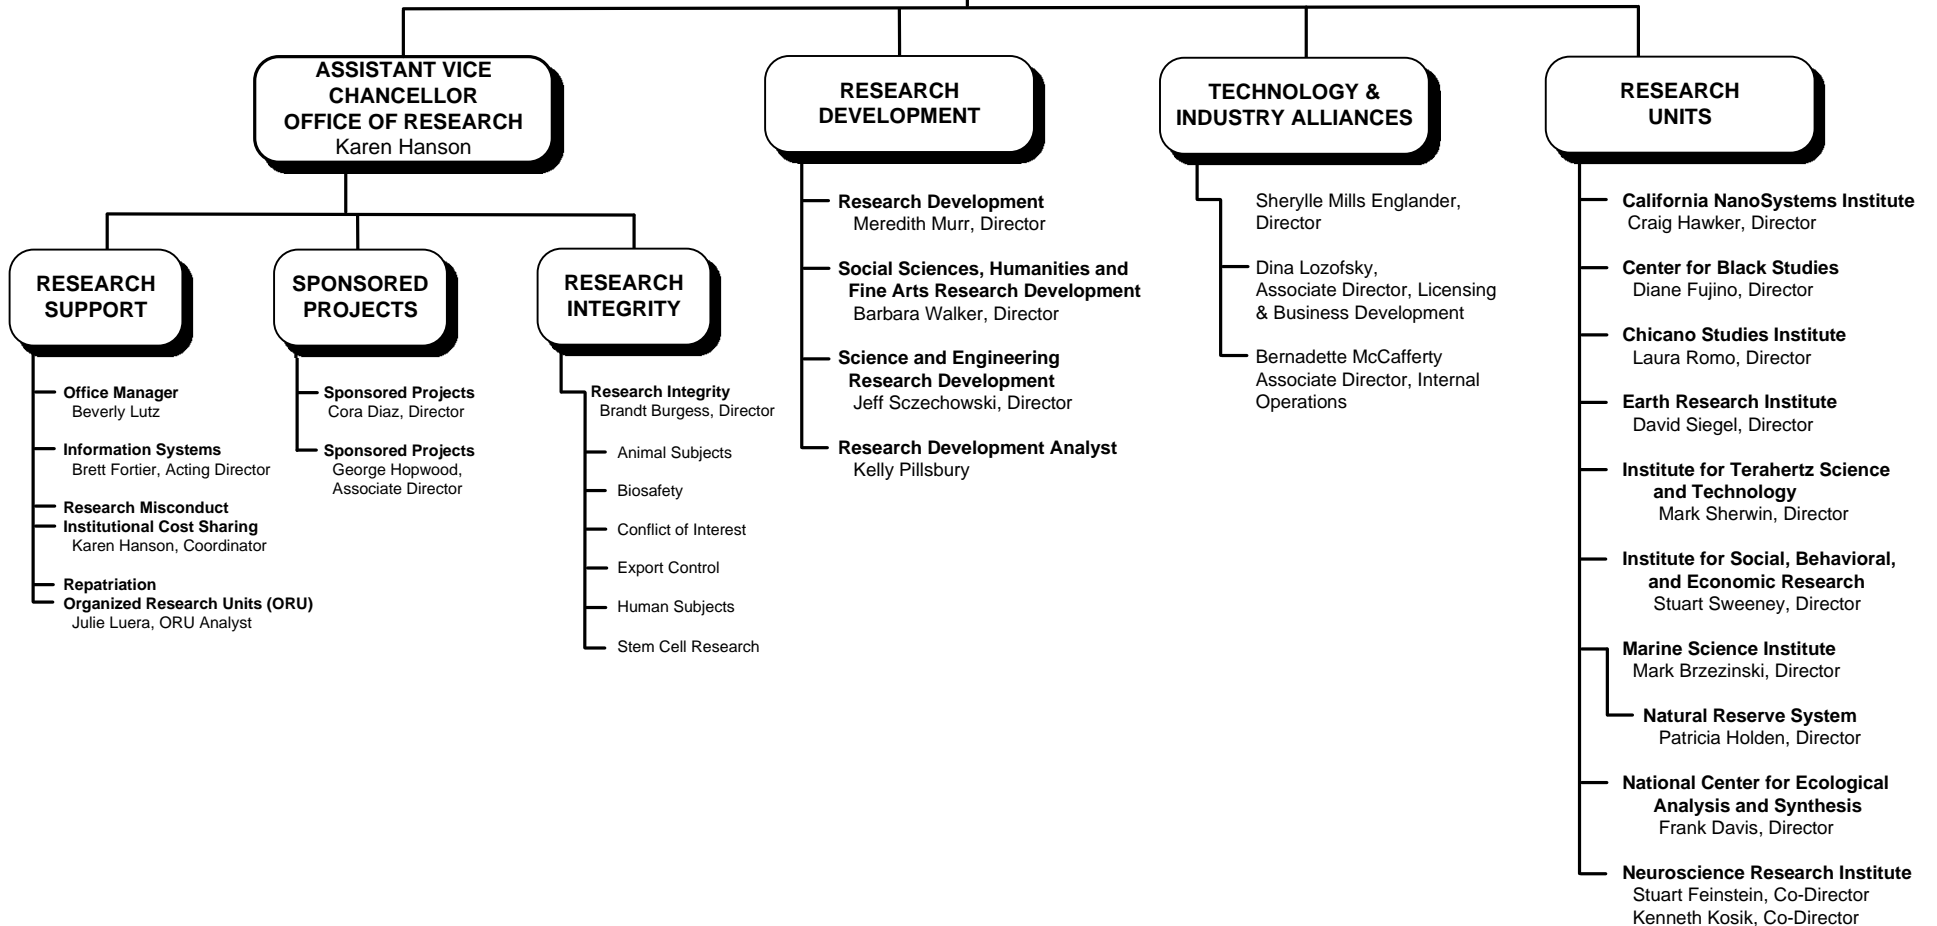 ASSISTANT VICE
CHANCELLOR
OFFICE OF RESEARCH
Karen Hanson
RESEARCH
SUPPORT
Office Manager
Beverly Lutz
Information Systems
Brett Fortier, Acting Director
Research Misconduct
Institutional Cost Sharing
Karen Hanson, Coordinator
Repatriation
Organized Research Units (ORU)
Julie Luera, ORU Analyst
SPONSORED
PROJECTS
Sponsored Projects
Cora Diaz, Director
Sponsored Projects
George Hopwood,
Associate Director
RESEARCH
INTEGRITY
Research Integrity
Brandt Burgess, Director
Animal Subjects
Biosafety
Conflict of Interest
Export Control
Human Subjects
Stem Cell Research
RESEARCH
DEVELOPMENT
Research Development
Meredith Murr, Director
Social Sciences, Humanities and
Fine Arts Research Development
Barbara Walker, Director
Science and Engineering
Research Development
Jeff Sczechowski, Director
Research Development Analyst
Kelly Pillsbury
TECHNOLOGY &
INDUSTRY ALLIANCES
Sherylle Mills Englander,
Director
Dina Lozofsky,
Associate Director, Licensing
& Business Development
Bernadette McCafferty
Associate Director, Internal
Operations
RESEARCH
UNITS
California NanoSystems Institute
Craig Hawker, Director
Center for Black Studies
Diane Fujino, Director
Chicano Studies Institute
Laura Romo, Director
Earth Research Institute
David Siegel, Director
Institute for Terahertz Science
and Technology
Mark Sherwin, Director
Institute for Social, Behavioral,
and Economic Research
Stuart Sweeney, Director
Marine Science Institute
Mark Brzezinski, Director
Natural Reserve System
Patricia Holden, Director
National Center for Ecological
Analysis and Synthesis
Frank Davis, Director
Neuroscience Research Institute
Stuart Feinstein, Co-Director
Kenneth Kosik, Co-Director